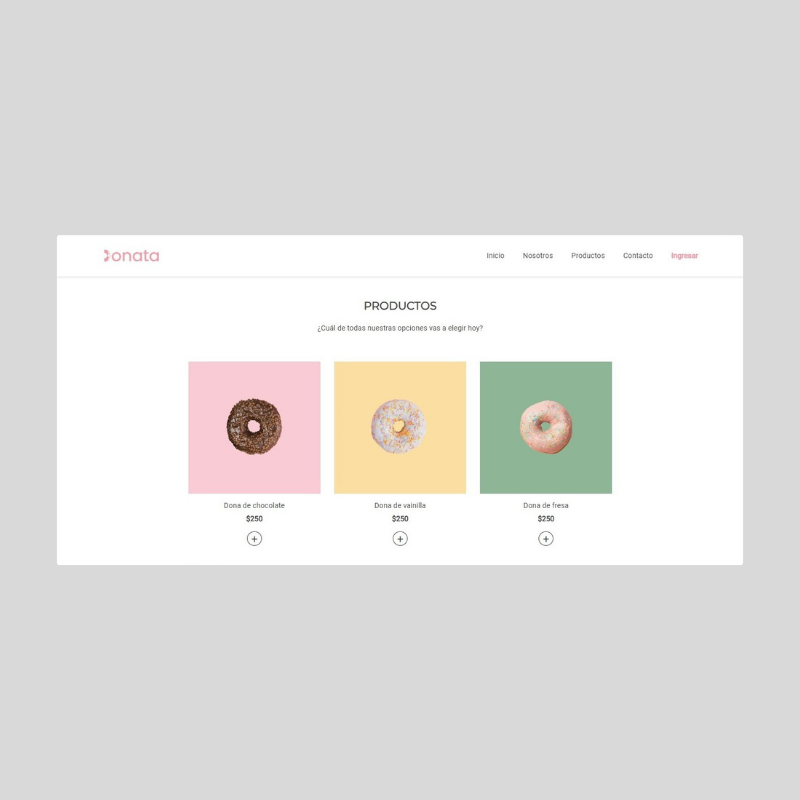 Donata
Inicio Nosotros Productos Contacto Ingresar
PRODUCTOS
¿Cuál de todas nuestras opciones vas a elegir hoy?
Dona de chocolate Dona de vainilla Dona de fresa
$250 $250 $250
+ + +